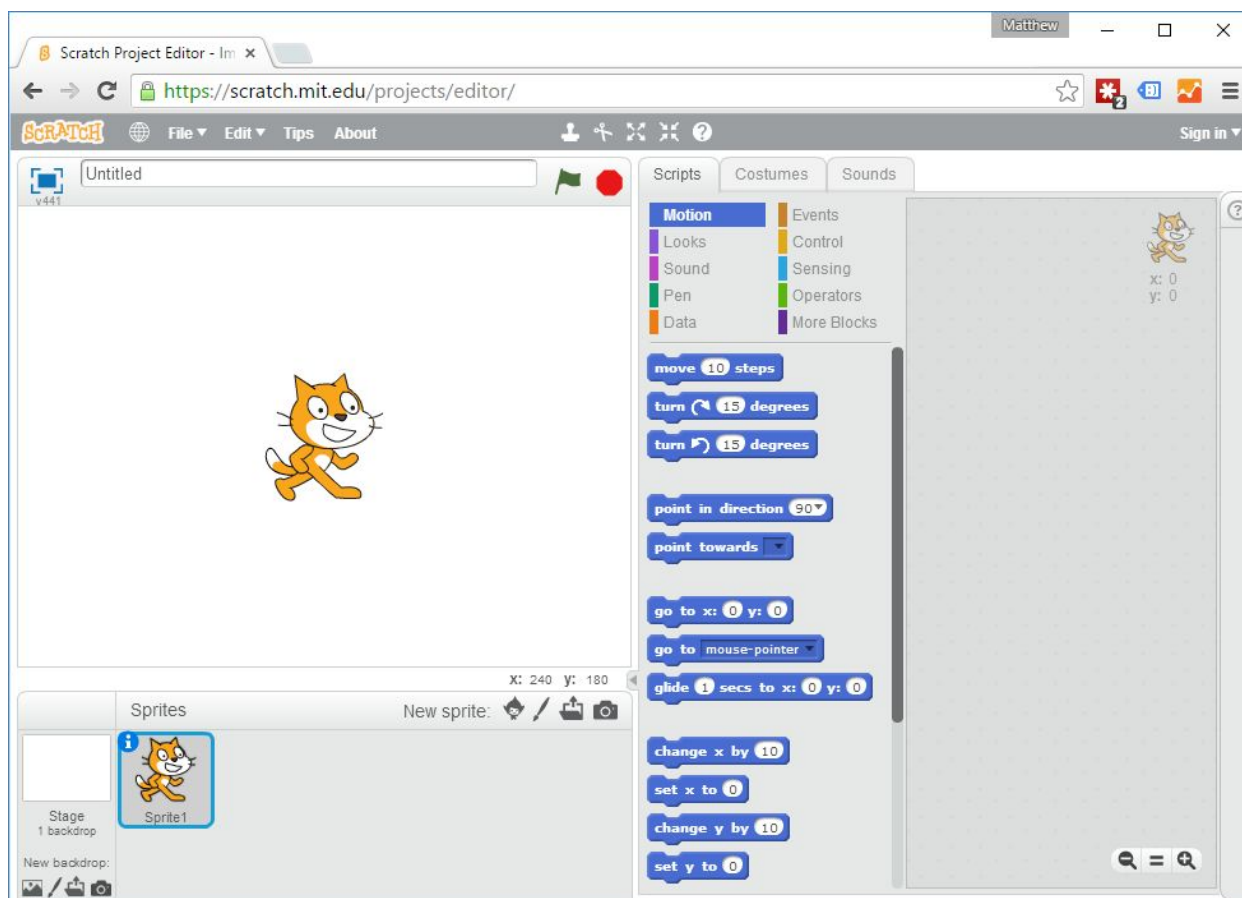 Matthew
Scratch Project Editor - Im
https://scratch.mit.edu/projects/editor/
2
SCRATCH File Edit Tips About Sign in
v441
Untitled
Scripts Costumes Sounds
Motion Events
Looks Control
Sound Sensing
Pen Operators
Data More Blocks
x: 0
y: 0
move 10 steps
turn 15 degrees
turn 15 degrees
point in direction 90
point towards
go to x: 0 y: 0
go to mouse-pointer
glide 1 secs to x: 0 y: 0
change x by 10
set x to 0
change y by 10
set y to 0
X: 240 y: 180
Sprites New sprite:
Stage
1 backdrop
Sprite1
New backdrop: